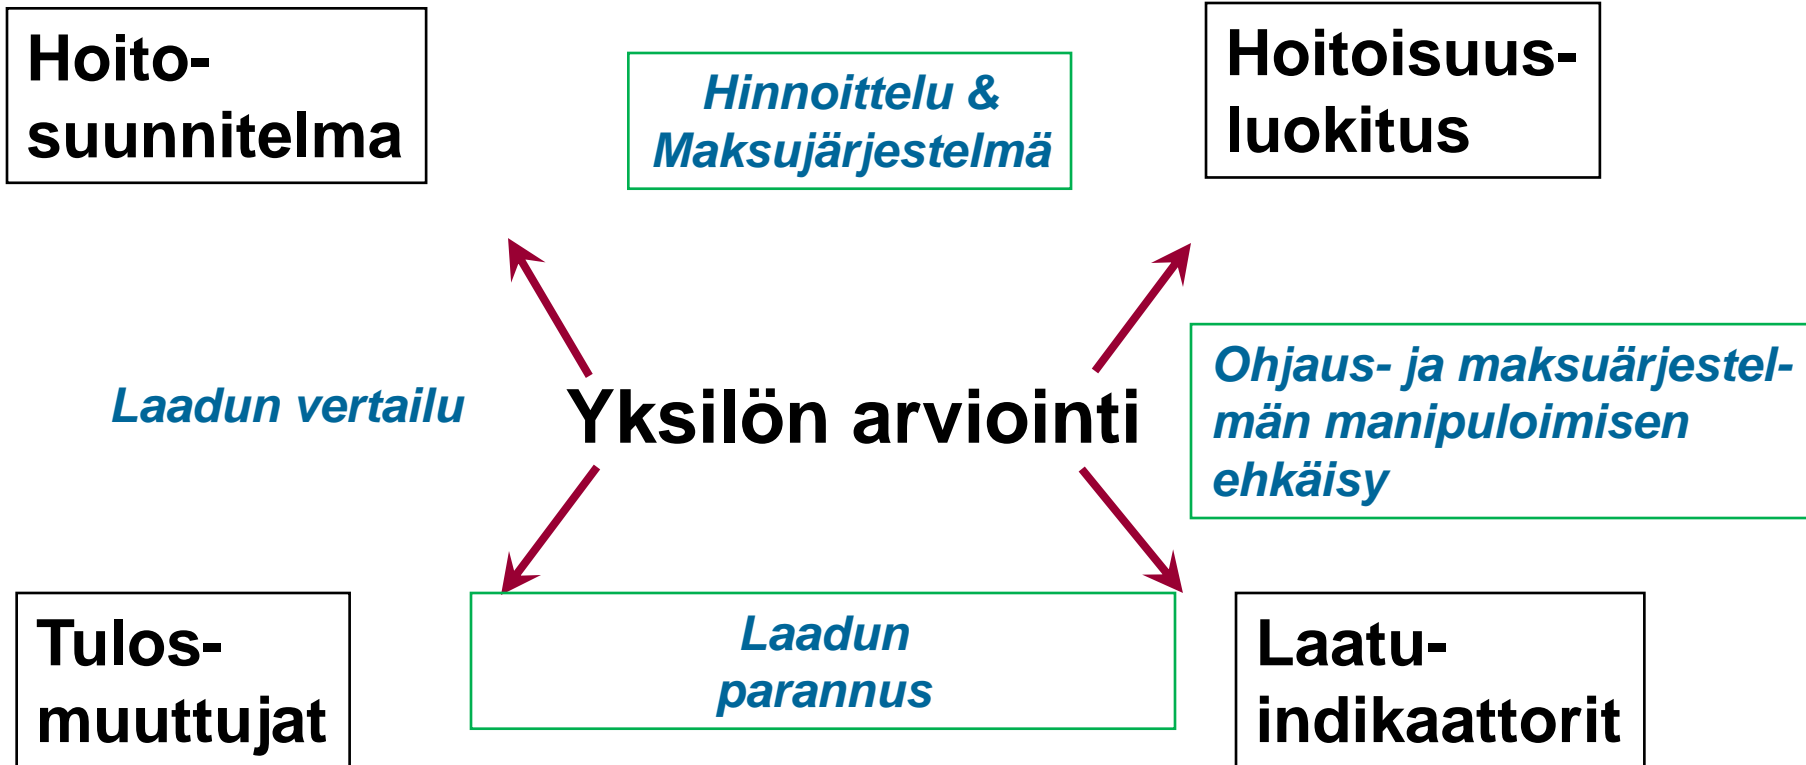 Hoito-
suunnitelma
Hinnoittelu &
Maksujärjestelmä
Hoitoisuus-
luokitus
Laadun vertailu
Yksilön arviointi
Ohjaus- ja maksuärjestel-
män manipuloimisen
ehkäisy
Tulos-
muuttujat
Laadun
parannus
Laatu-
indikaattorit